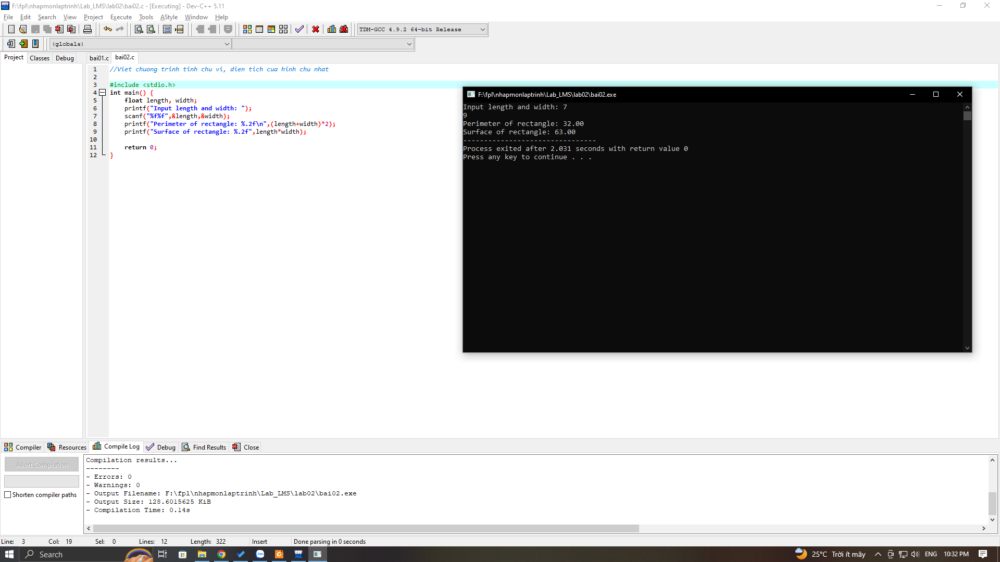 F:\fpl\nhapmonlaptrinh\Lab_LMS\lab02\bai02.c - [Executing] - Dev-C++ 5.11
File Edit Search View Project Execute Tools AStyle Window Help
TDM-GCC 4.9.2 64-bit Release
(globals)
Project Classes Debug
bai01.c bai02.c
1 //Viet chuong trinh tinh chu vi, dien tich cua hinh chu nhat
2
3 #include <stdio.h>
4 int main() {
5 float length, width;
6 printf("Input length and width: ");
7 scanf("%f%f",&length,&width);
8 printf("Perimeter of rectangle: %.2f\n",(length+width)*2);
9 printf("Surface of rectangle: %.2f",length*width);
10
11 return 0;
12 }
F:\fpl\nhapmonlaptrinh\Lab_LMS\lab02\bai02.exe
Input length and width: 7
9
Perimeter of rectangle: 32.00
Surface of rectangle: 63.00
--------------------------------
Process exited after 2.031 seconds with return value 0
Press any key to continue . . .
Compiler Resources Compile Log Debug Find Results Close
Abort Compilation
Shorten compiler paths
Compilation results...
--------
- Errors: 0
- Warnings: 0
- Output Filename: F:\fpl\nhapmonlaptrinh\Lab_LMS\lab02\bai02.exe
- Output Size: 128.6015625 KiB
- Compilation Time: 0.14s
Line: 3 Col: 19 Sel: 0 Lines: 12 Length: 322 Insert Done parsing in 0 seconds
Search
Zalo
DEV
25°C Trời ít mây ENG 10:32 PM